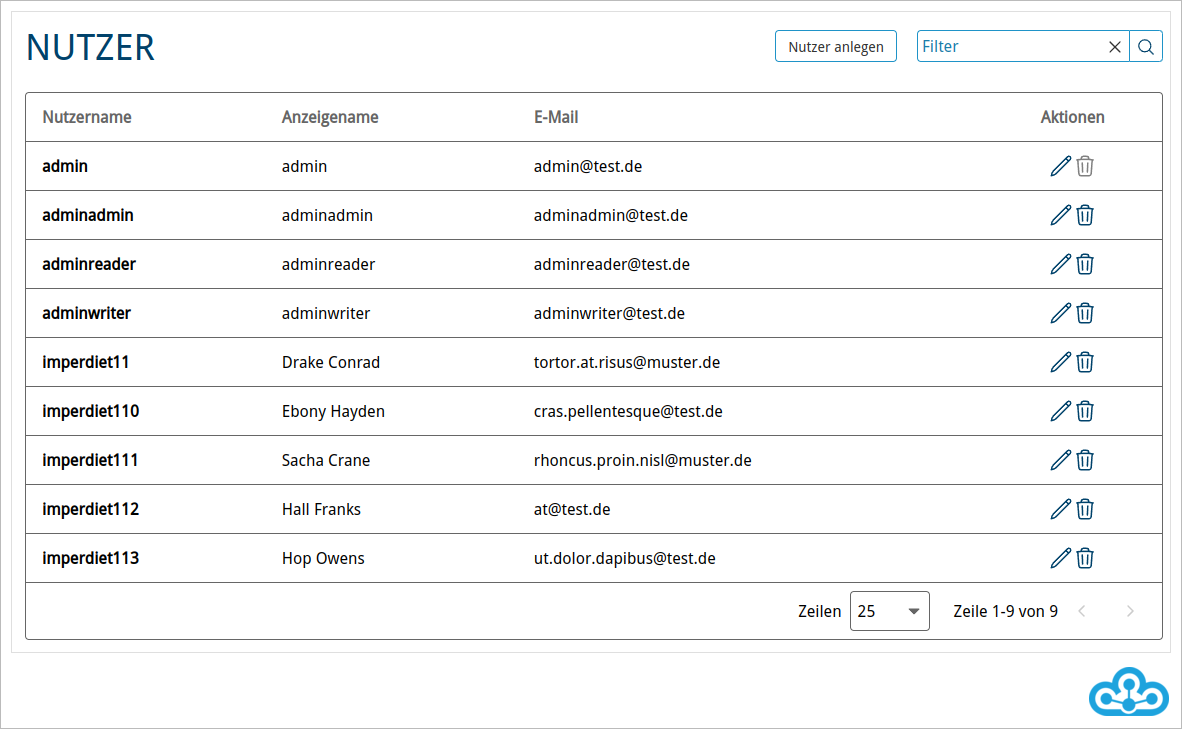 NUTZER
Nutzer anlegen
Filter
Nutzername Anzeigename E-Mail Aktionen
admin admin admin@test.de
adminadmin adminadmin adminadmin@test.de
adminreader adminreader adminreader@test.de
adminwriter adminwriter adminwriter@test.de
imperdiet11 Drake Conrad tortor.at.risus@muster.de
imperdiet110 Ebony Hayden cras.pellentesque@test.de
imperdiet111 Sacha Crane rhoncus.proin.nisl@muster.de
imperdiet112 Hall Franks at@test.de
imperdiet113 Hop Owens ut.dolor.dapibus@test.de
Zeilen 25 Zeile 1-9 von 9